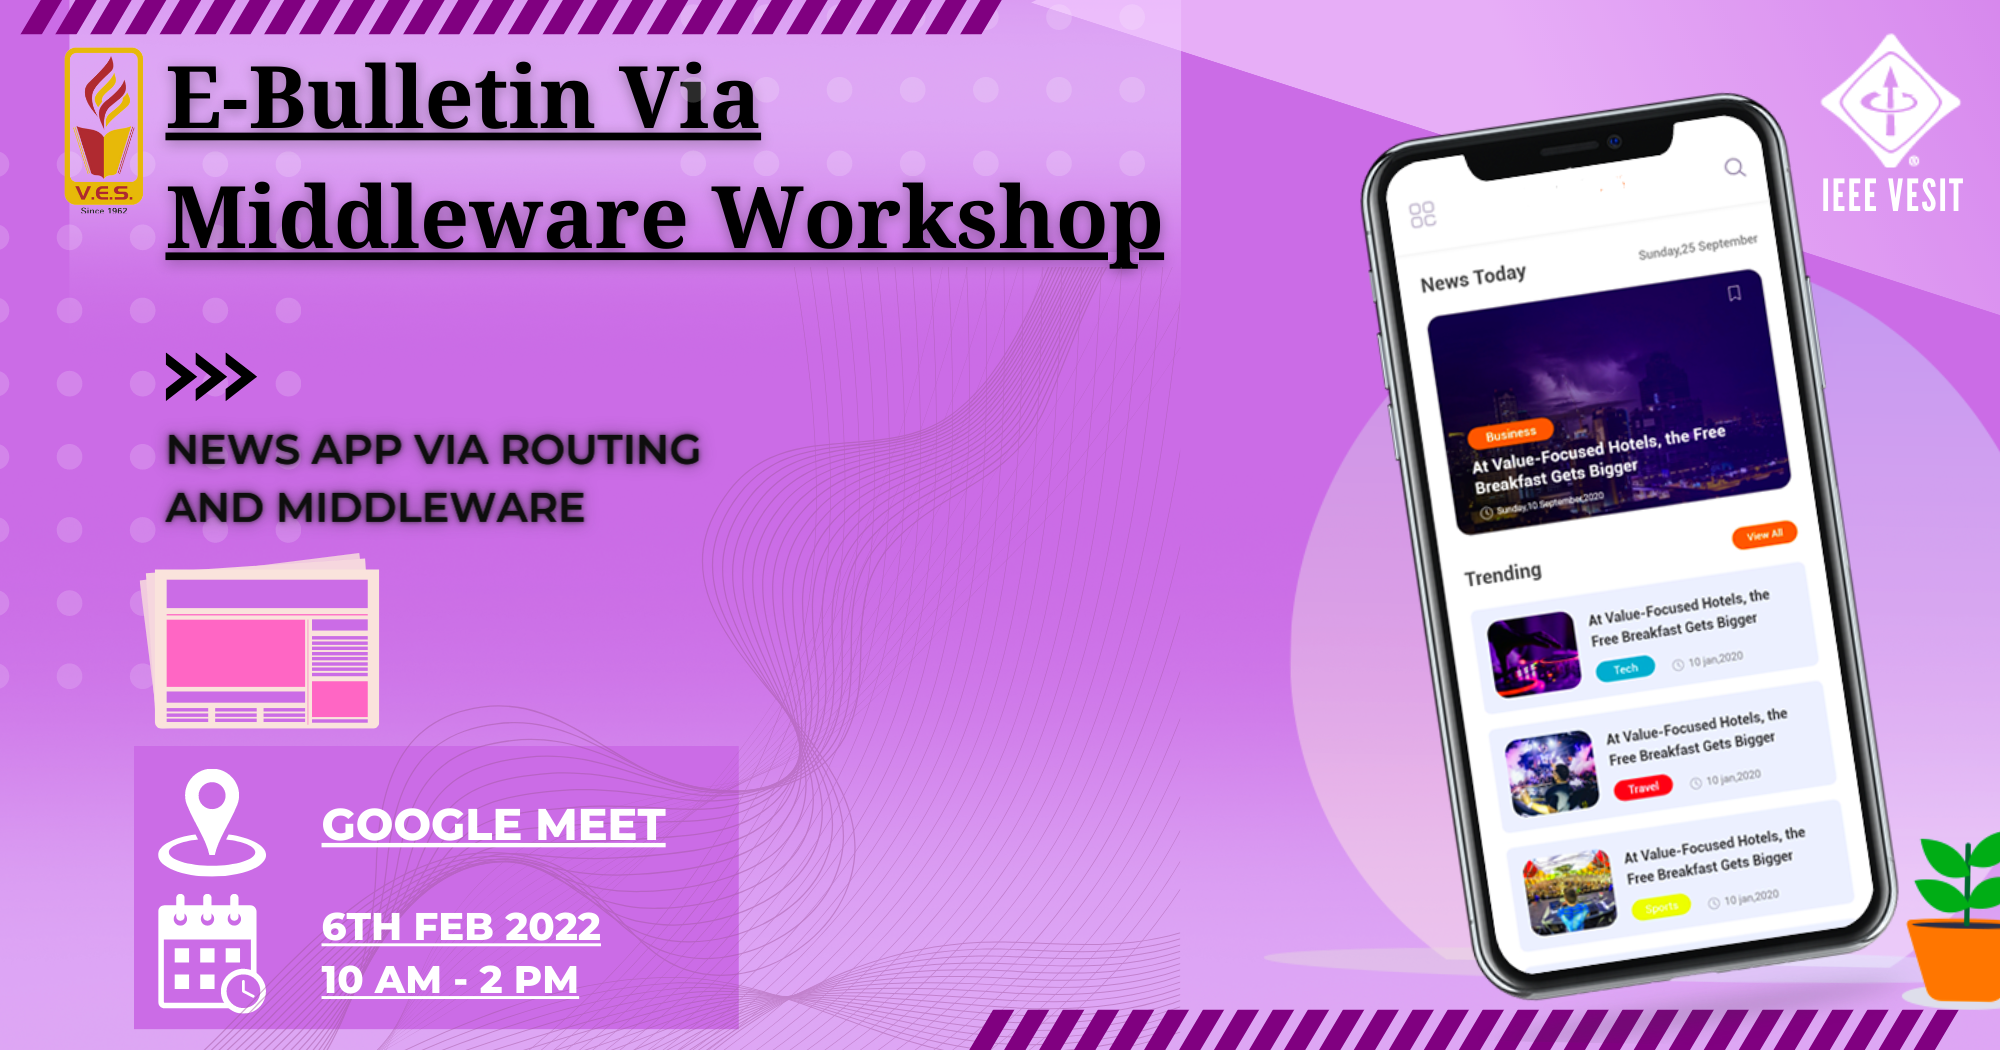 E-Bulletin Via
Middleware Workshop
V.E.S.
Since 1962
NEWS APP VIA ROUTING
AND MIDDLEWARE
GOOGLE MEET
6TH FEB 2022
10 AM - 2 PM
IEEE VESIT
Sunday,25 September
News Today
Business
At Value-Focused Hotels, the Free
Breakfast Gets Bigger
Sunday,10 September,2020
View All
Trending
At Value-Focused Hotels, the
Free Breakfast Gets Bigger
Tech
10 jan,2020
At Value-Focused Hotels, the
Free Breakfast Gets Bigger
Travel
10 jan,2020
At Value-Focused Hotels, the
Free Breakfast Gets Bigger
Sports
10 jan,2020